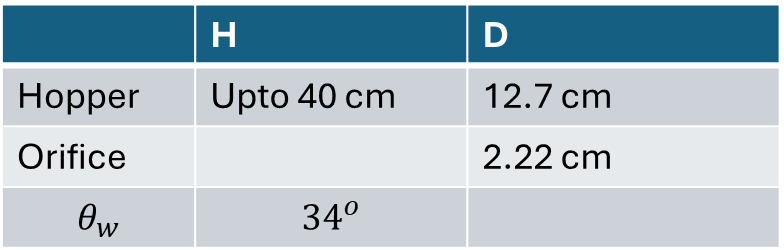 H D
Hopper Upto 40 cm 12.7 cm
Orifice 2.22 cm
θw 34o